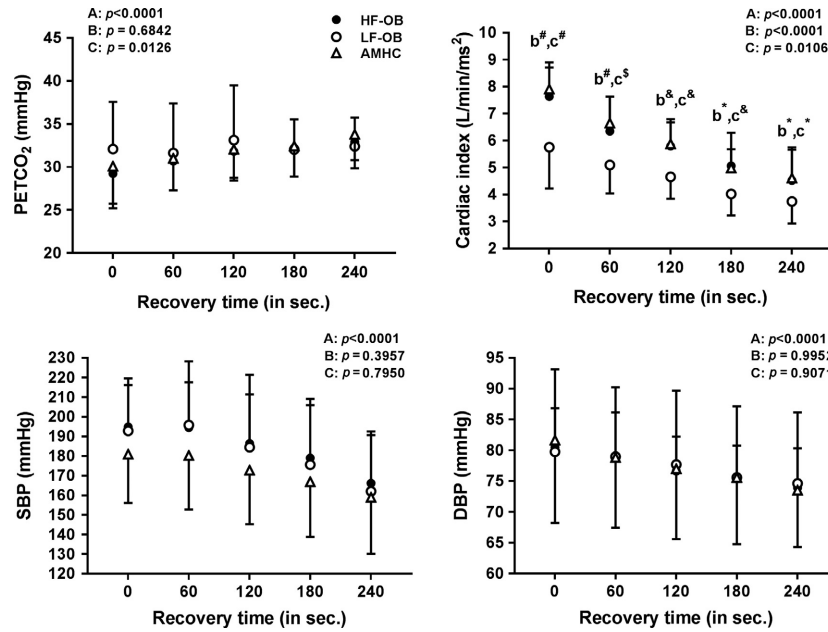 A: p<0.0001
B: p = 0.6842
C: p = 0.0126
HF-OB
LF-OB
AMHC
PETCO₂ (mmHg)
45
40
35
30
25
20
0 60 120 180 240
Recovery time (in sec.)
A: p<0.0001
B: p<0.0001
C: p = 0.0106
b#,c#
b#,c$
b&,c&
b*,c&
b*,c*
Cardiac index (L/min/ms²)
10
9
8
7
6
5
4
3
2
0 60 120 180 240
Recovery time (in sec.)
A: p<0.0001
B: p = 0.3957
C: p = 0.7950
SBP (mmHg)
230
220
210
200
190
180
170
160
150
140
130
120
0 60 120 180 240
Recovery time (in sec.)
A: p<0.0001
B: p = 0.9952
C: p = 0.9071
DBP (mmHg)
95
90
85
80
75
70
65
60
0 60 120 180 240
Recovery time (in sec.)